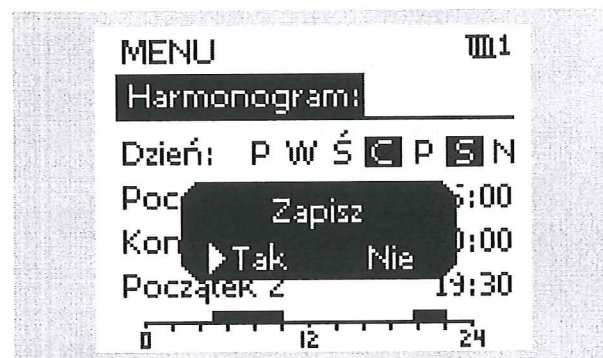 MENU 1
Harmonogram:
Dzień: P W Ś C P S N
Zapisz
Tak Nie
Początek 2 19:30
0 12 24